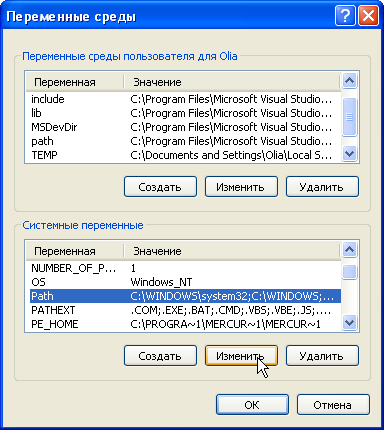 Переменные среды
Переменные среды пользователя для Olia
Переменная Значение
include C:\Program Files\Microsoft Visual Studio...
lib C:\Program Files\Microsoft Visual Studio...
MSDevDir C:\Program Files\Microsoft Visual Studio...
path C:\Program Files\Microsoft Visual Studio...
TEMP C:\Documents and Settings\Olia\Local S...
Создать Изменить Удалить
Системные переменные
Переменная Значение
NUMBER_OF_P... 1
OS Windows_NT
Path C:\WINDOWS\system32;C:\WINDOWS;...
PATHEXT .COM;.EXE;.BAT;.CMD;.VBS;.VBE;.JS;....
PE_HOME C:\PROGRA~1\MERCUR~1\MERCUR~1
Создать Изменить Удалить
ОК Отмена